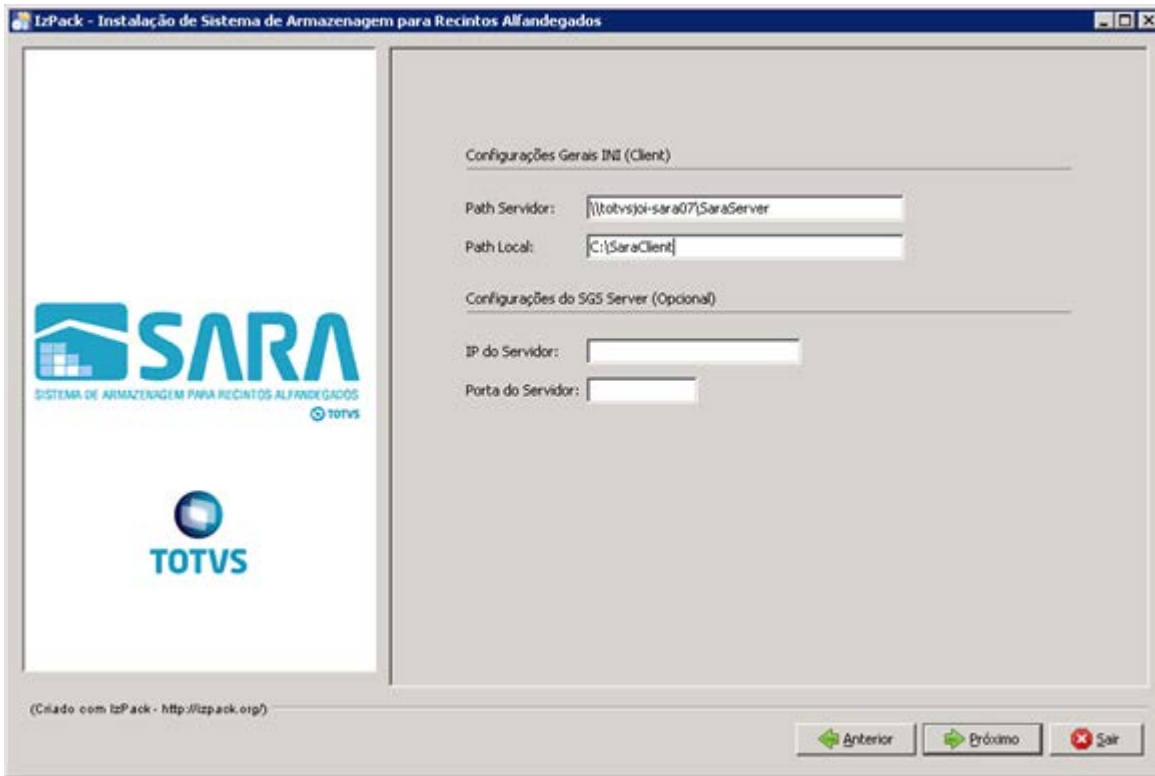 IzPack - Instalação de Sistema de Armazenagem para Recintos Alfandegados
Configurações Gerais INI (Client)
Path Servidor: \\totvsjoi-sara07\SaraServer
Path Local: C:\SaraClient
Configurações do SGS Server (Opcional)
IP do Servidor:
Porta do Servidor:
SARA
SISTEMA DE ARMAZENAGEM PARA RECINTOS ALFANDEGADOS
TOTVS
TOTVS
(Criado com IzPack - http://izpack.org/)
Anterior Próximo Sair